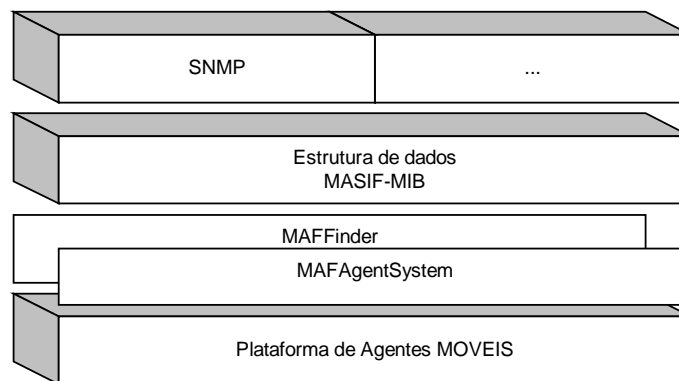 SNMP
...
Estrutura de dados
MASIF-MIB
MAFFinder
MAFAgentSystem
Plataforma de Agentes MOVEIS